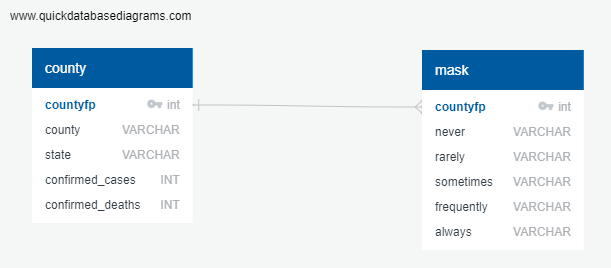 www.quickdatabasediagrams.com
county
countyfp int
county VARCHAR
state VARCHAR
confirmed_cases INT
confirmed_deaths INT
mask
countyfp int
never VARCHAR
rarely VARCHAR
sometimes VARCHAR
frequently VARCHAR
always VARCHAR